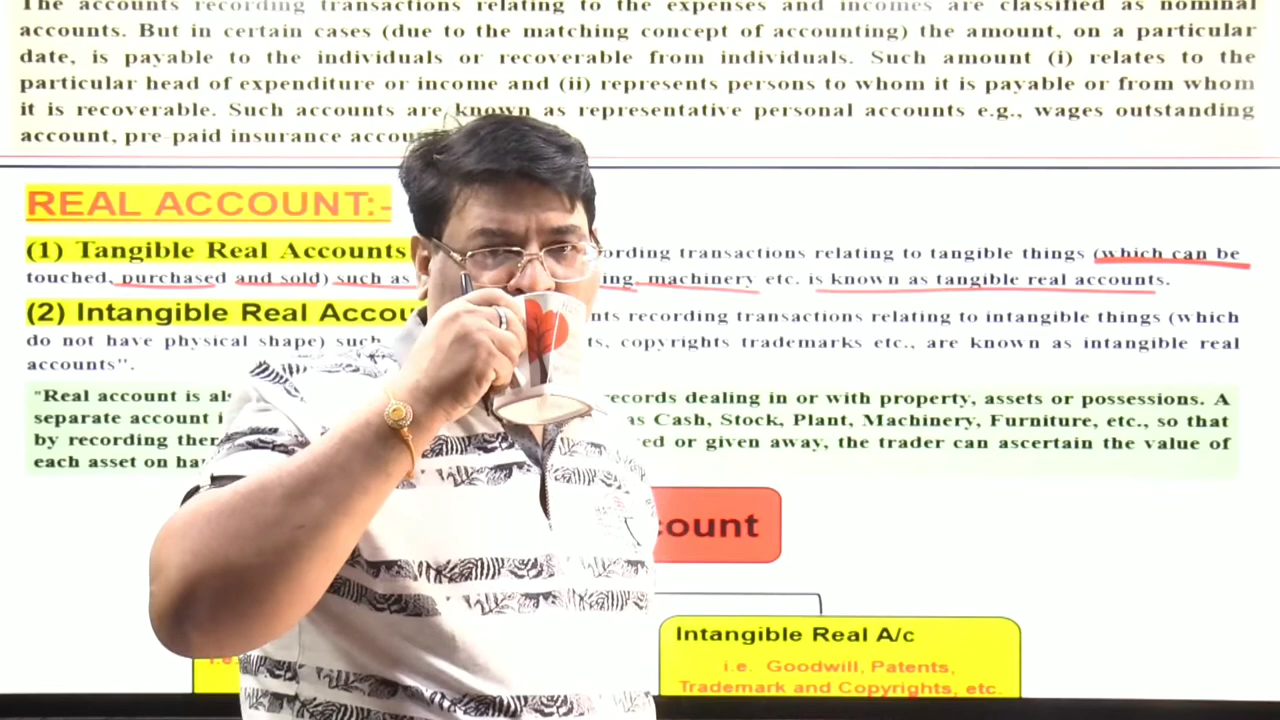 The accounts recording transactions relating to the expenses and incomes are classified as nominal
accounts. But in certain cases (due to the matching concept of accounting) the amount, on a particular
date, is payable to the individuals or recoverable from individuals. Such amount (i) relates to the
particular head of expenditure or income and (ii) represents persons to whom it is payable or from whom
it is recoverable. Such accounts are known as representative personal accounts e.g., wages outstanding
account, pre-paid insurance
REAL ACCOUNT:-
(1) Tangible Real Accounts transactions relating to tangible things (which can be
touched, purchased and sold) such as machinery etc. is known as tangible real accounts.
(2) Intangible Real recording transactions relating to intangible things (which
do not have physical shape) such copyrights trademarks etc., are known as intangible real
accounts".
"Real account is records dealing in or with property, assets or possessions. A
separate account as Cash, Stock, Plant, Machinery, Furniture, etc., so that
by recording or given away, the trader can ascertain the value of
each asset on
Intangible Real A/c
i.e.
i.e. Goodwill, Patents,
Trademark and Copyrights, etc.